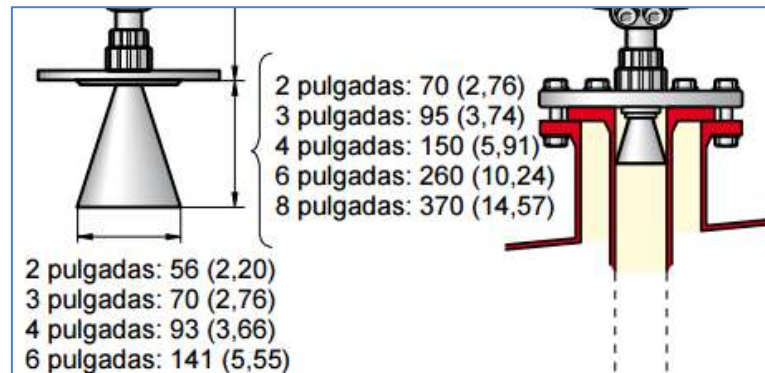 2 pulgadas: 70 (2,76)
3 pulgadas: 95 (3,74)
4 pulgadas: 150 (5,91)
6 pulgadas: 260 (10,24)
8 pulgadas: 370 (14,57)
2 pulgadas: 56 (2,20)
3 pulgadas: 70 (2,76)
4 pulgadas: 93 (3,66)
6 pulgadas: 141 (5,55)